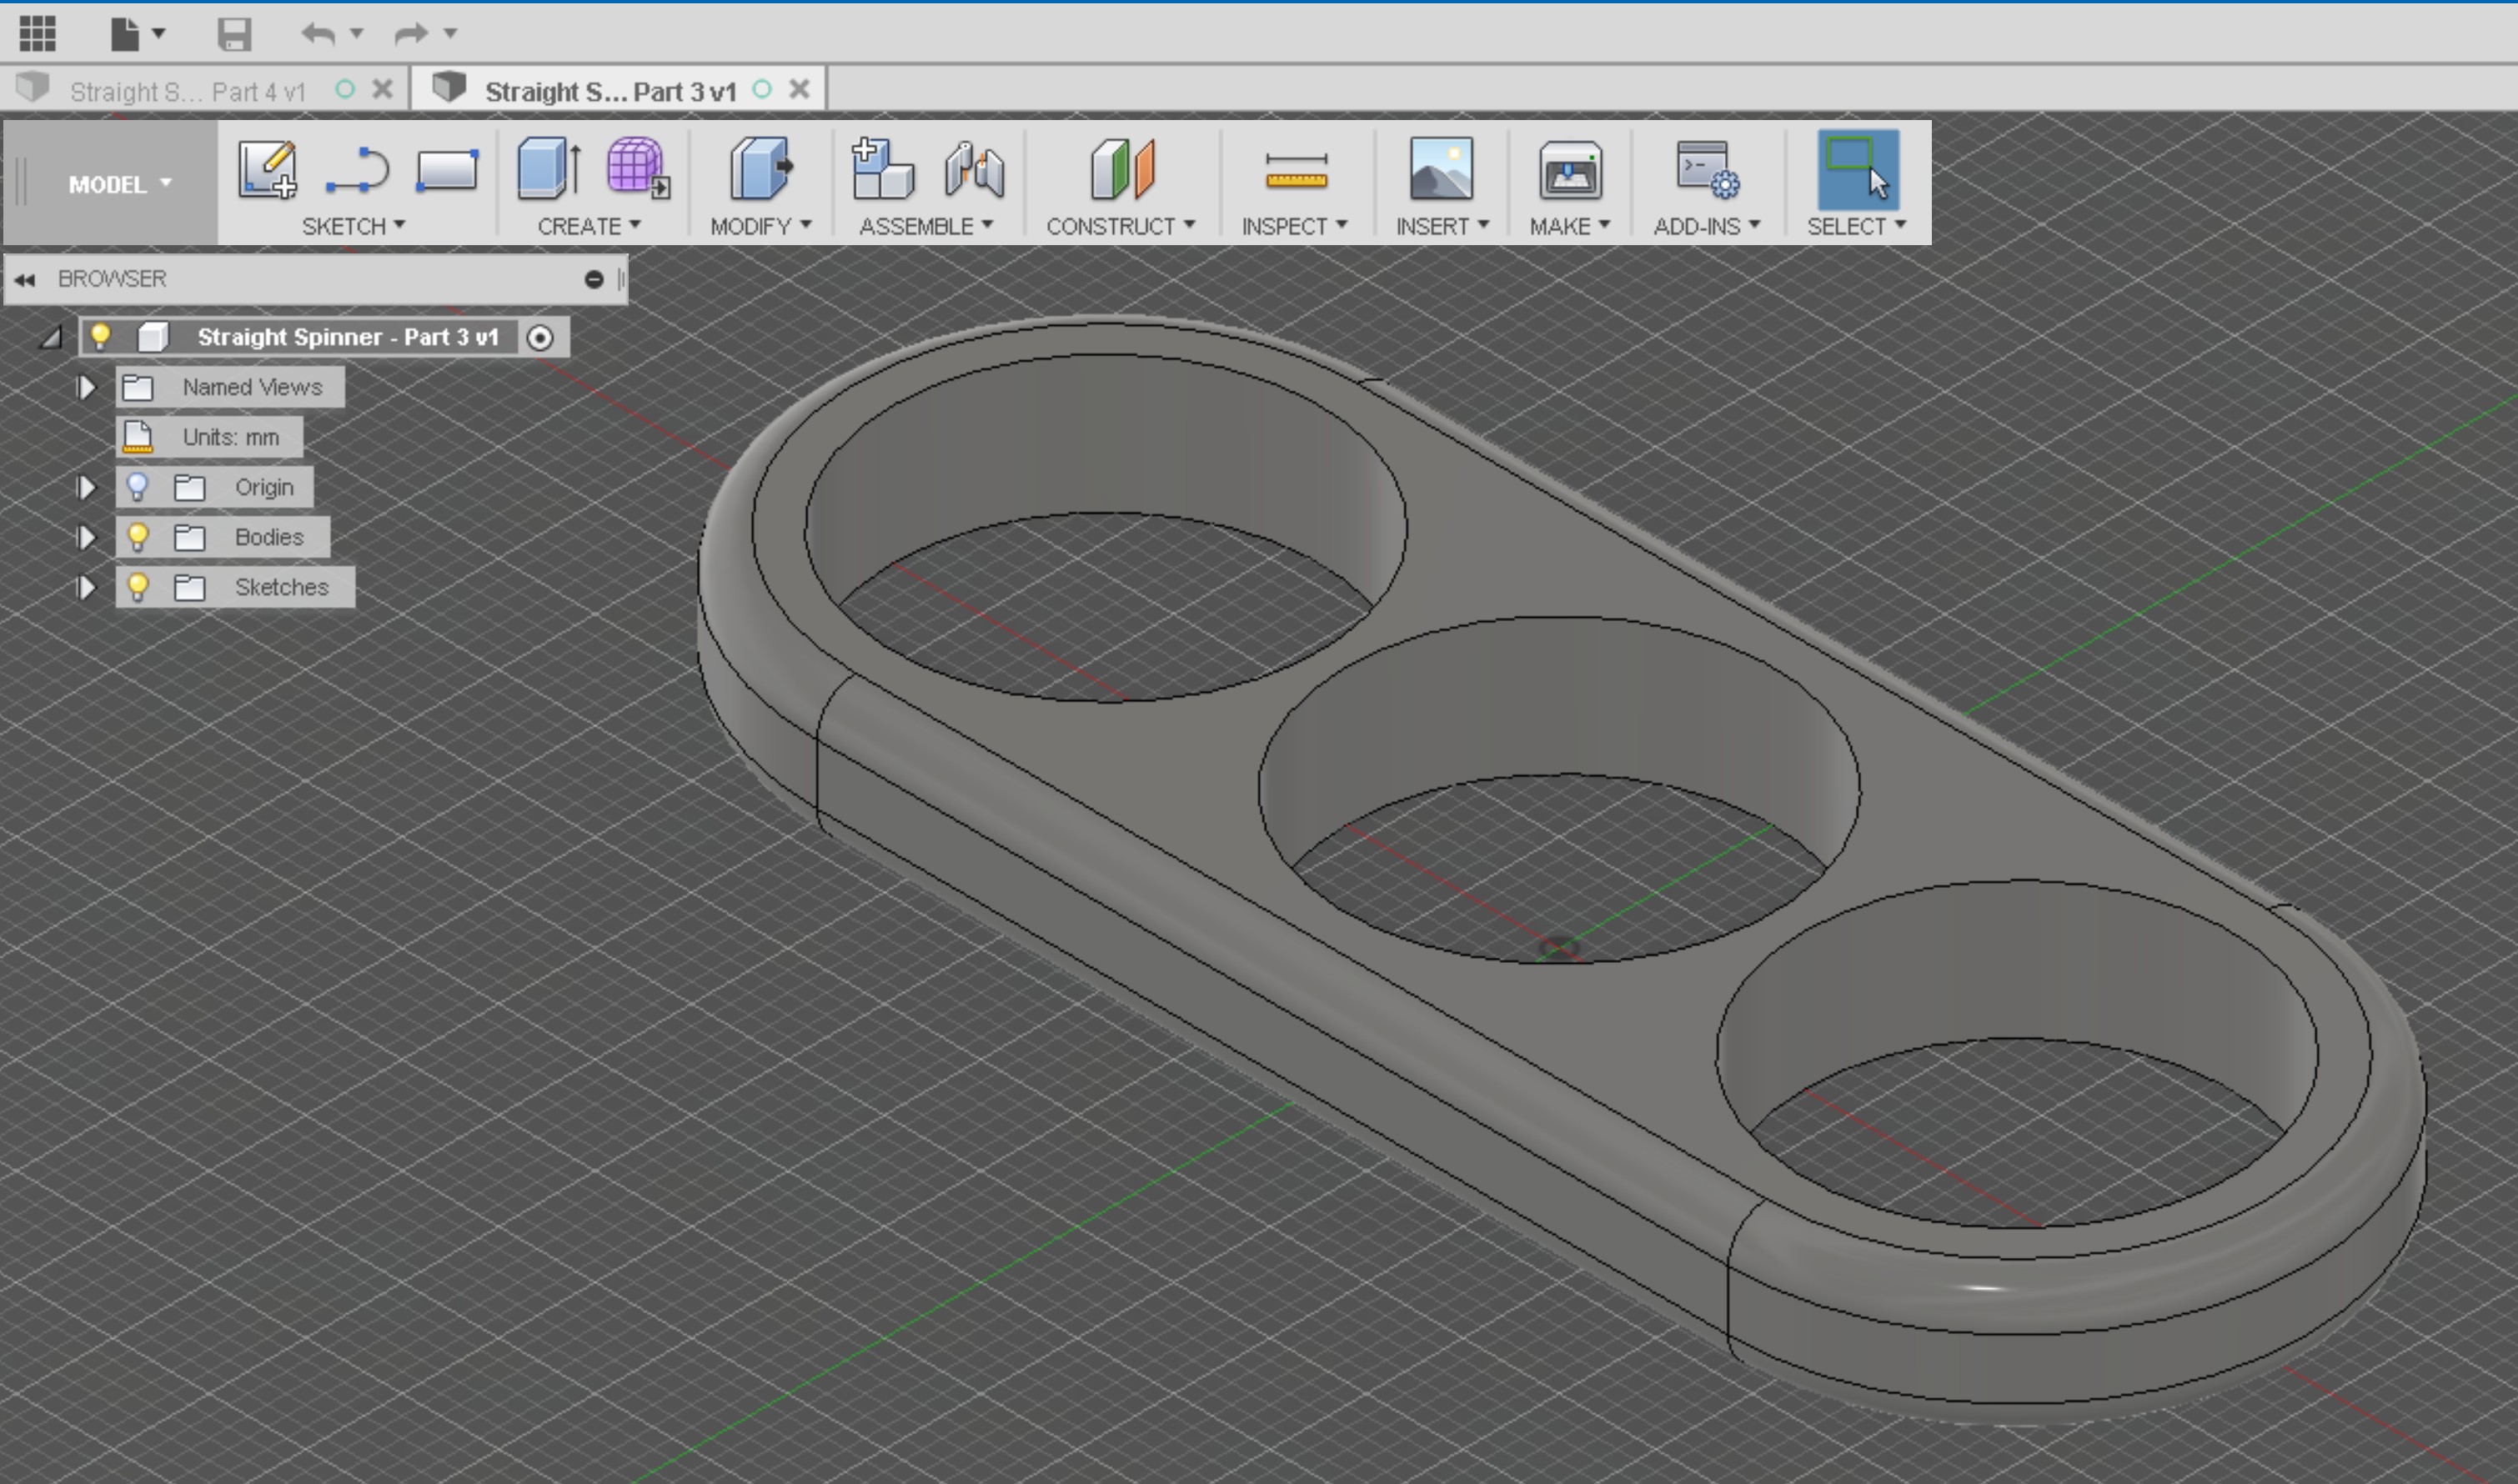 Straight S... Part 4 v1
Straight S... Part 3 v1
MODEL
SKETCH
CREATE
MODIFY
ASSEMBLE
CONSTRUCT
INSPECT
INSERT
MAKE
ADD-INS
SELECT
BROWSER
Straight Spinner - Part 3 v1
Named Views
Units: mm
Origin
Bodies
Sketches